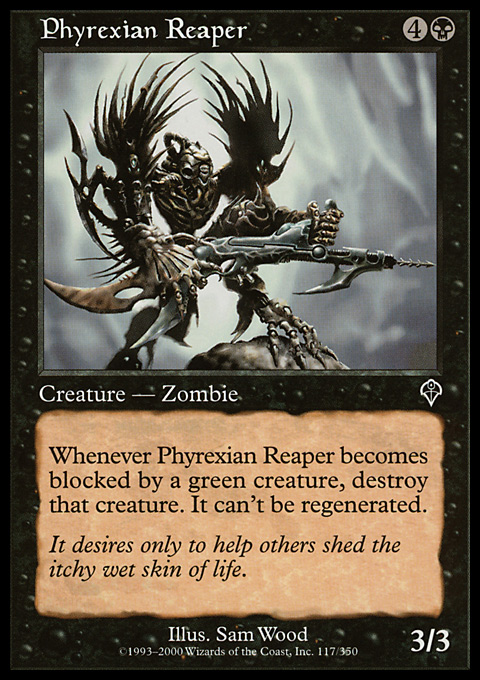 Phyrexian Reaper 4
Creature — Zombie
Whenever Phyrexian Reaper becomes
blocked by a green creature, destroy
that creature. It can't be regenerated.
It desires only to help others shed the
itchy wet skin of life.
Illus. Sam Wood
©1993–2000 Wizards of the Coast, Inc. 117/350
3/3